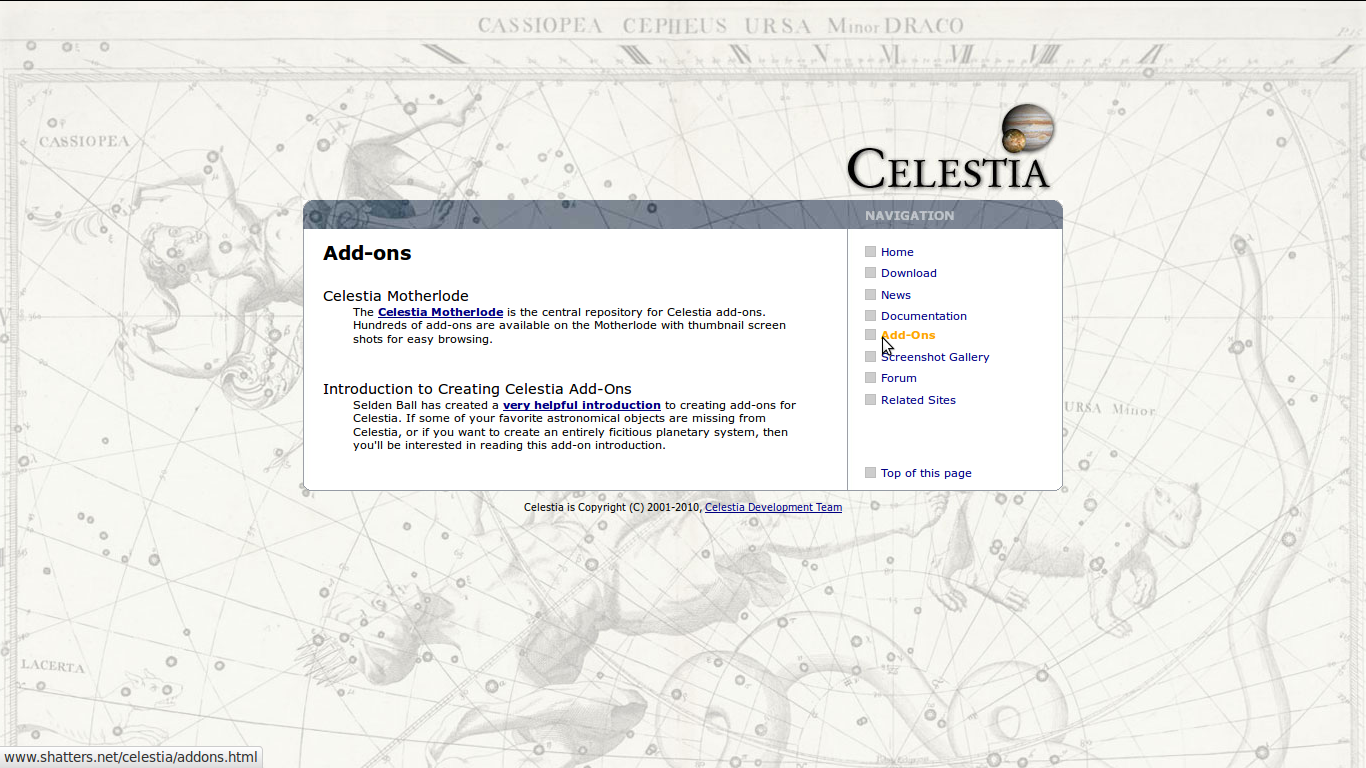 CASSIOPEA CEPHEUS URSA Minor DRACO
CASSIOPEA
CELESTIA
NAVIGATION
Add-ons
Celestia Motherlode
The Celestia Motherlode is the central repository for Celestia add-ons.
Hundreds of add-ons are available on the Motherlode with thumbnail screen
shots for easy browsing.
Introduction to Creating Celestia Add-Ons
Selden Ball has created a very helpful introduction to creating add-ons for
Celestia. If some of your favorite astronomical objects are missing from
Celestia, or if you want to create an entirely ficitious planetary system, then
you'll be interested in reading this add-on introduction.
Home
Download
News
Documentation
Add-Ons
Screenshot Gallery
Forum
Related Sites
Top of this page
URSA Minor
Celestia is Copyright (C) 2001-2010, Celestia Development Team
LACERTA
www.shatters.net/celestia/addons.html